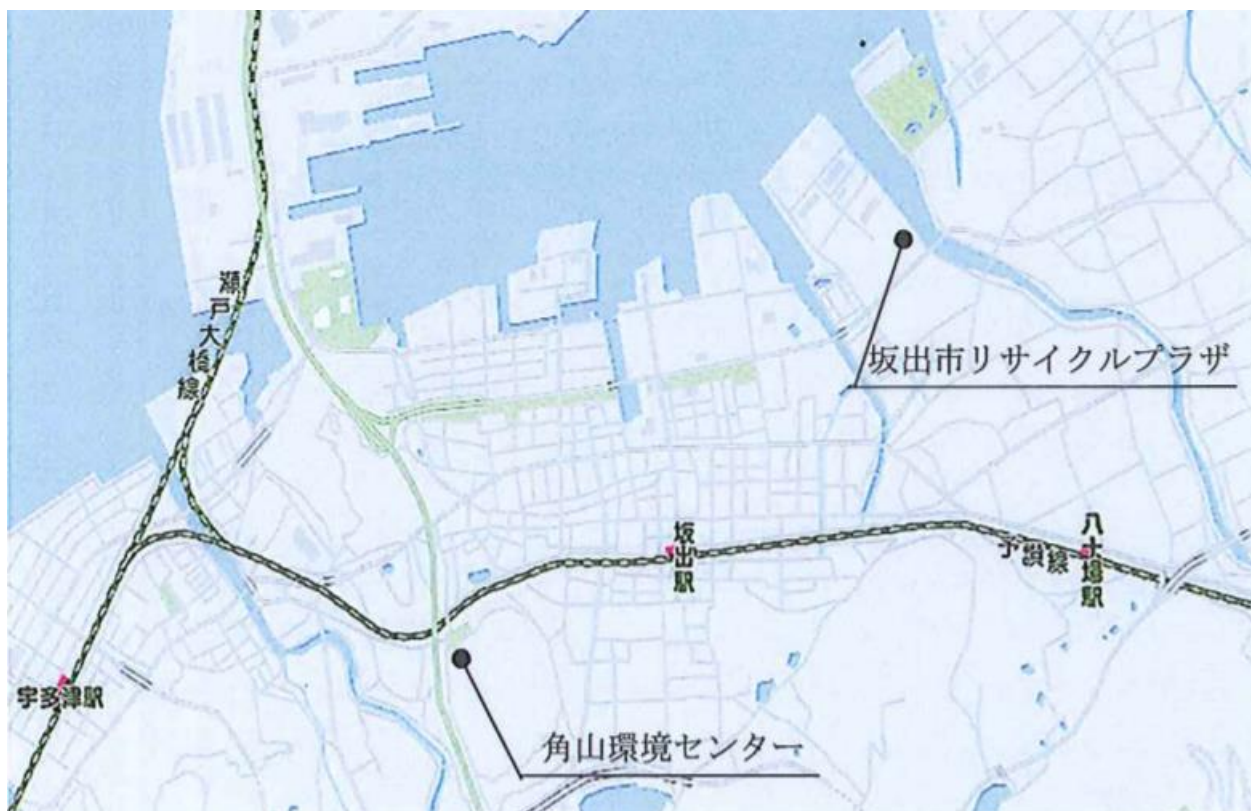 瀬戸大橋線
坂出市リサイクルプラザ
坂出駅
予讃線
八十場駅
宇多津駅
角山環境センター